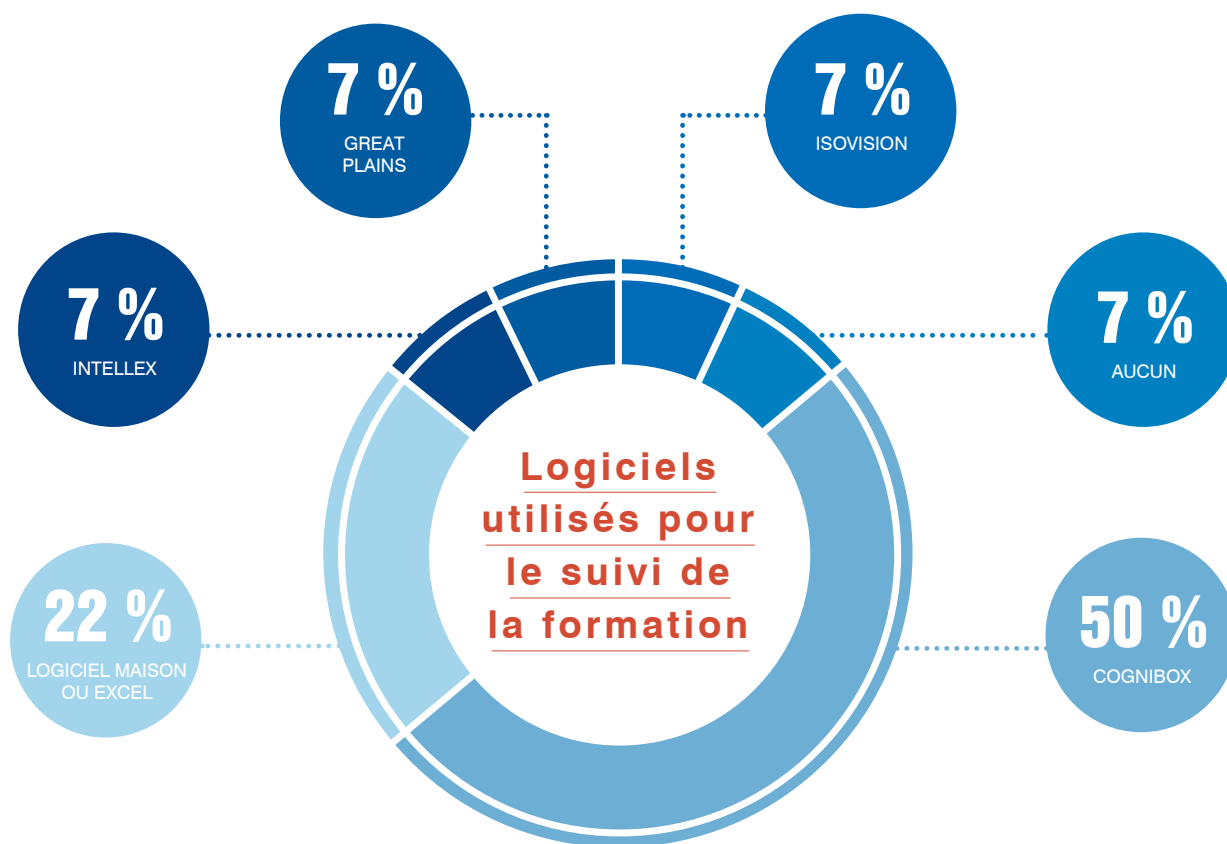 7 %
GREAT
PLAINS
7 %
ISOVISION
7 %
INTELLEX
7 %
AUCUN
Logiciels
utilisés pour
le suivi de
la formation
22 %
LOGICIEL MAISON
OU EXCEL
50 %
COGNIBOX